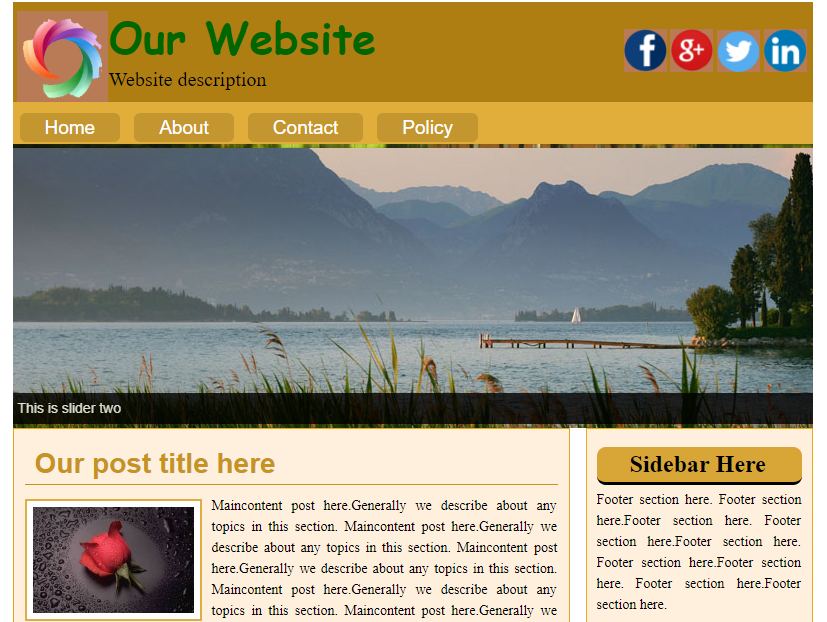 Our Website
Website description
f g+ in
Home About Contact Policy
This is slider two
Our post title here
Maincontent post here.Generally we describe about any
topics in this section. Maincontent post here.Generally we
describe about any topics in this section. Maincontent post
here.Generally we describe about any topics in this section.
Maincontent post here.Generally we describe about any
topics in this section. Maincontent post here.Generally we
Sidebar Here
Footer section here. Footer section
here.Footer section here. Footer
section here.Footer section here.
Footer section here.Footer section
here. Footer section here.Footer
section here.